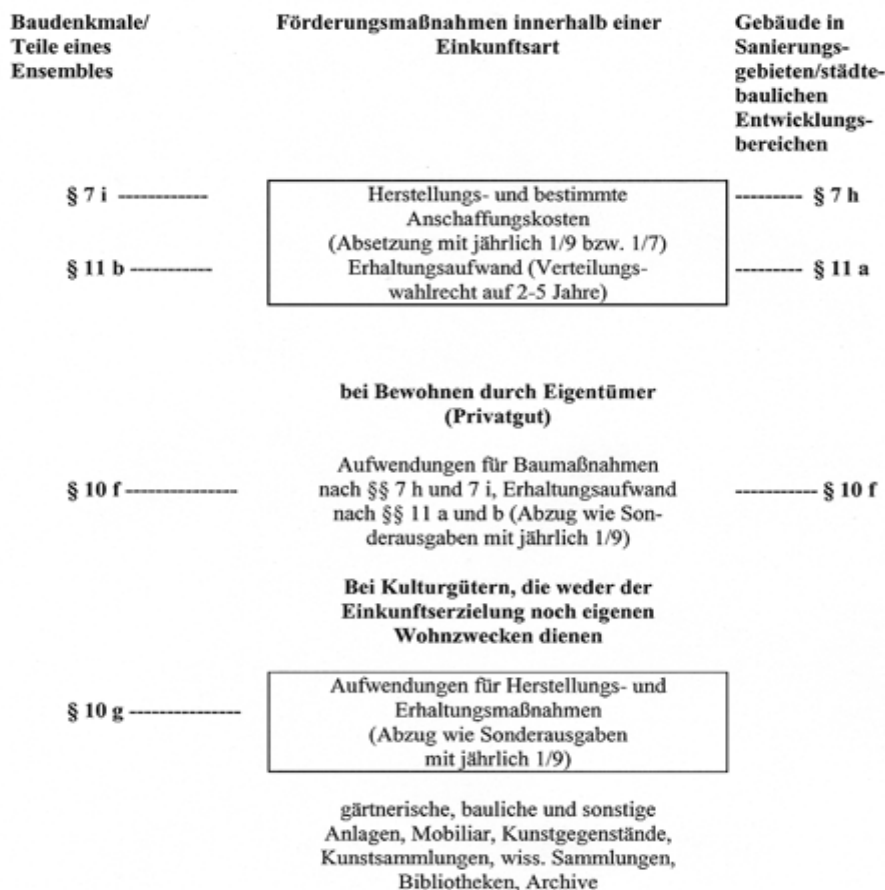 Baudenkmale/
Teile eines
Ensembles
Förderungsmaßnahmen innerhalb einer
Einkunftsart
Gebäude in
Sanierungs-
gebieten/städte-
baulichen
Entwicklungs-
bereichen
§ 7 i ------------- Herstellungs- und bestimmte ---------- § 7 h
Anschaffungskosten
(Absetzung mit jährlich 1/9 bzw. 1/7)
§ 11 b ------------ Erhaltungsaufwand (Verteilungs- ---------- § 11 a
wahlrecht auf 2-5 Jahre)
bei Bewohnen durch Eigentümer
(Privatgut)
Aufwendungen für Baumaßnahmen
§ 10 f ---------------- nach §§ 7 h und 7 i, Erhaltungsaufwand ------------ § 10 f
nach §§ 11 a und b (Abzug wie Son-
derausgaben mit jährlich 1/9)
Bei Kulturgütern, die weder der
Einkunftserzielung noch eigenen
Wohnzwecken dienen
Aufwendungen für Herstellungs- und
§ 10 g ---------------- Erhaltungsmaßnahmen
(Abzug wie Sonderausgaben
mit jährlich 1/9)
gärtnerische, bauliche und sonstige
Anlagen, Mobiliar, Kunstgegenstände,
Kunstsammlungen, wiss. Sammlungen,
Bibliotheken, Archive